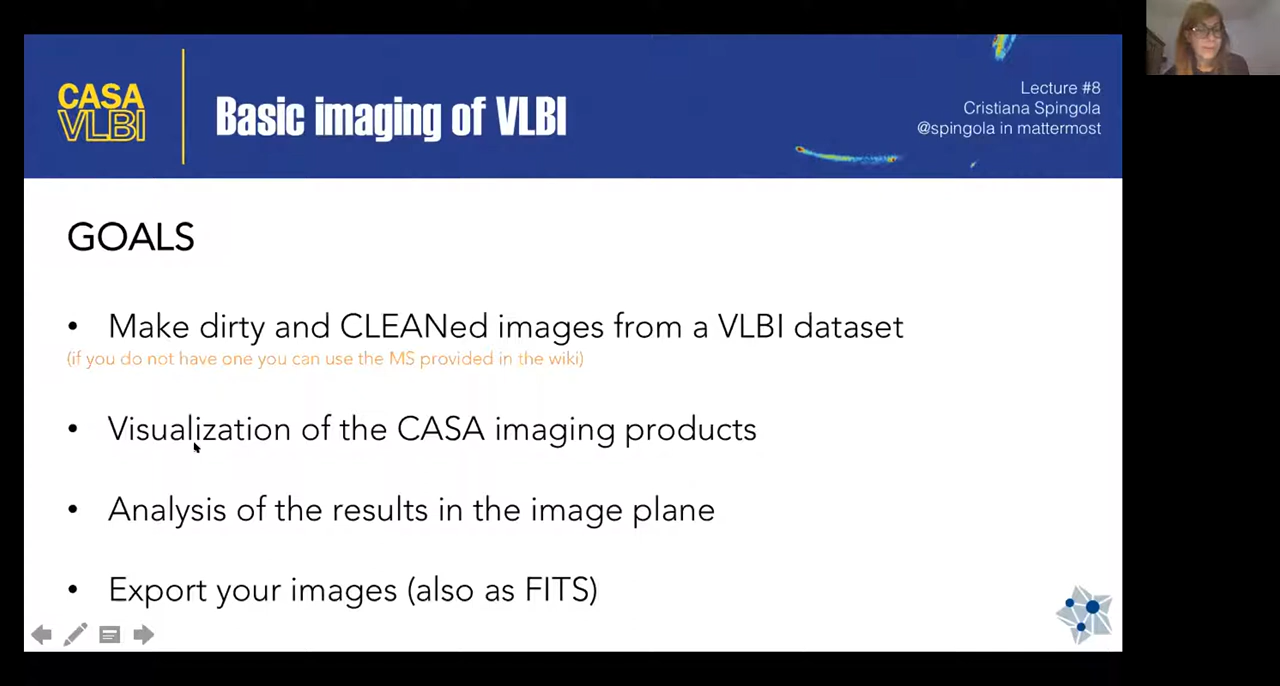 CASA
VLBI
Basic imaging of VLBI
Lecture #8
Cristiana Spingola
@spingola in mattermost
GOALS
• Make dirty and CLEANed images from a VLBI dataset
(if you do not have one you can use the MS provided in the wiki)
• Visualization of the CASA imaging products
• Analysis of the results in the image plane
• Export your images (also as FITS)